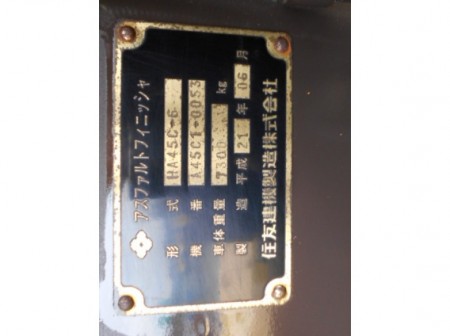 アスファルトフィニッシャ
形式 HA45C-6
機番 A45C1-0053
車体重量 7300 kg
製造 平成 21 年 06 月
住友建機製造株式会社